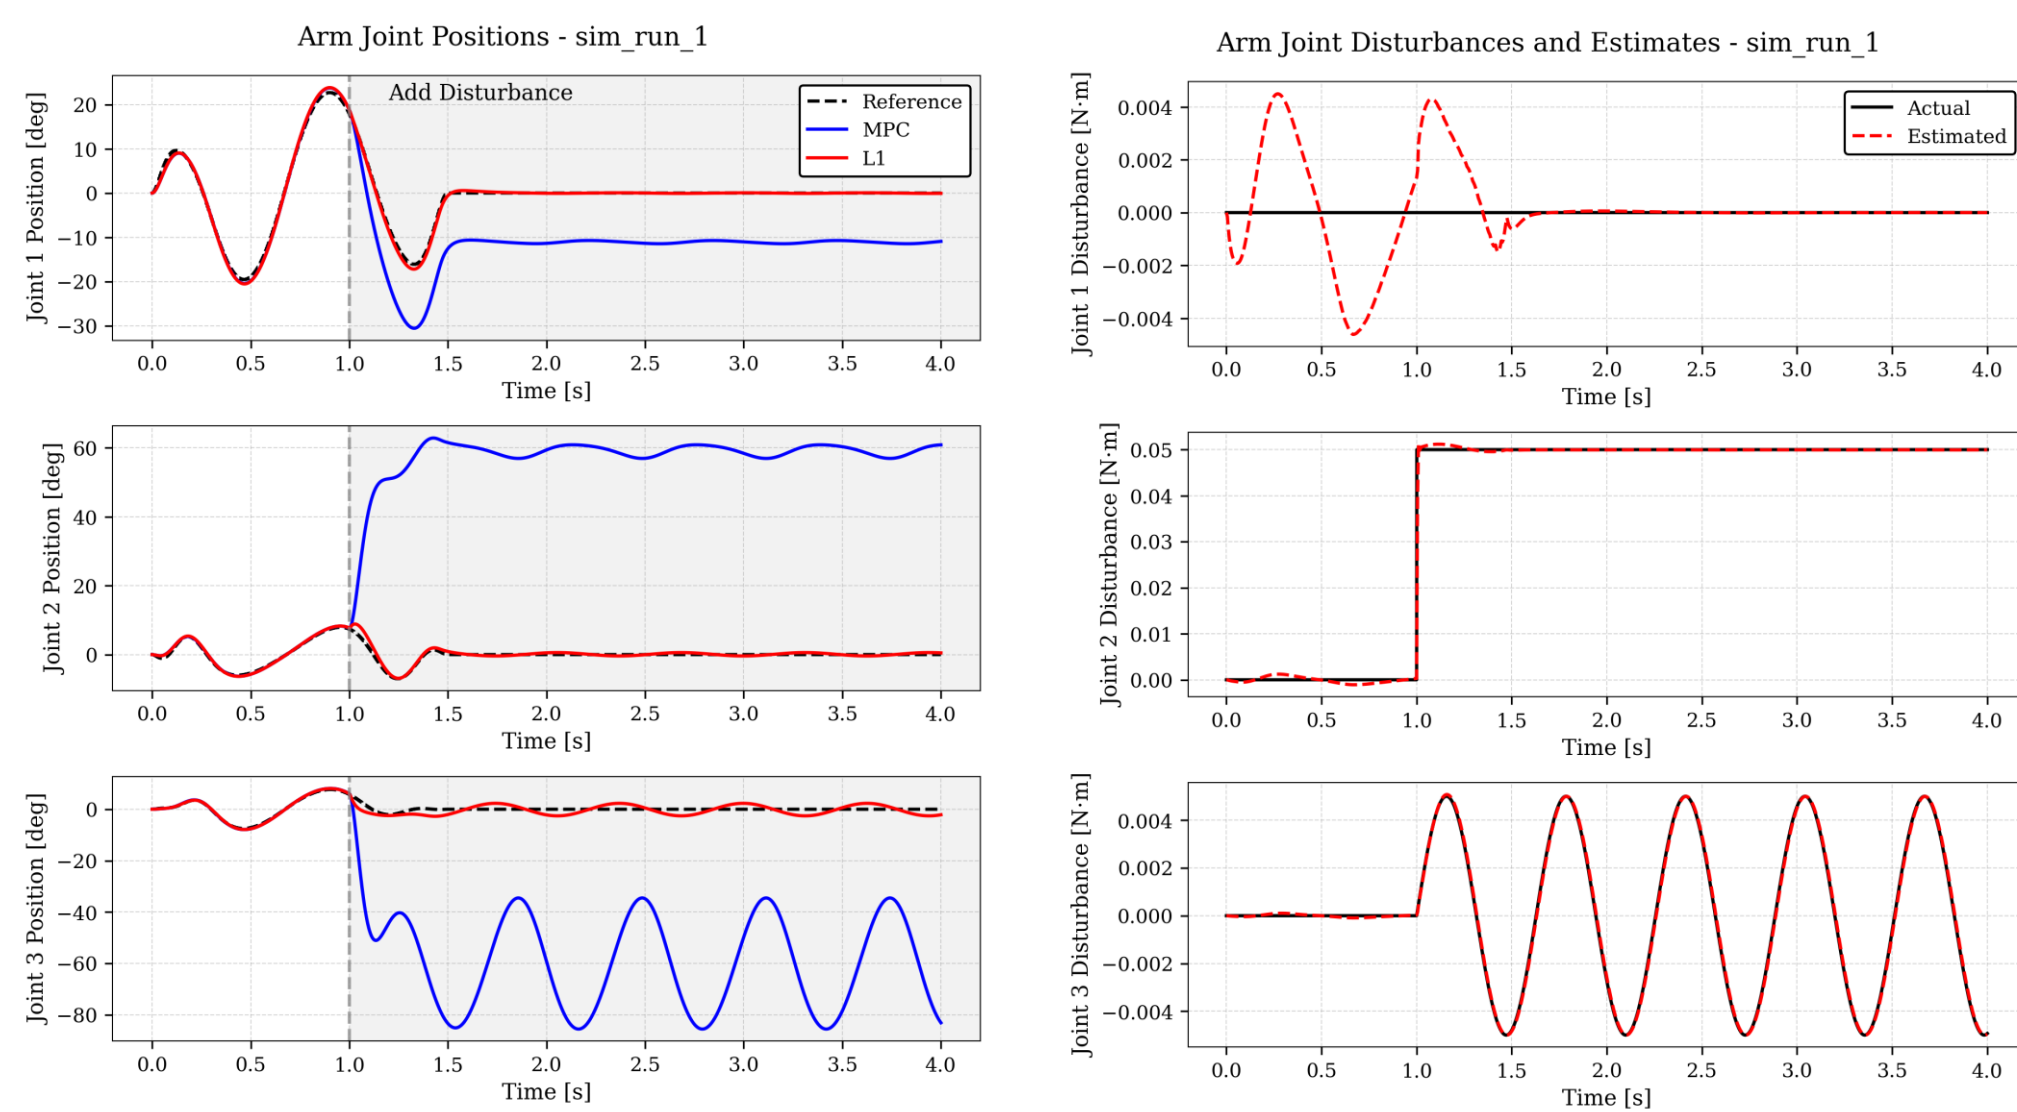 Arm Joint Positions - sim_run_1
Joint 1 Position [deg]
20
10
0
−10
−20
−30
Add Disturbance
Reference
MPC
L1
0.0 0.5 1.0 1.5 2.0 2.5 3.0 3.5 4.0
Time [s]
Joint 2 Position [deg]
60
40
20
0
0.0 0.5 1.0 1.5 2.0 2.5 3.0 3.5 4.0
Time [s]
Joint 3 Position [deg]
0
−20
−40
−60
−80
0.0 0.5 1.0 1.5 2.0 2.5 3.0 3.5 4.0
Time [s]
Arm Joint Disturbances and Estimates - sim_run_1
Joint 1 Disturbance [N·m]
0.004
0.002
0.000
−0.002
−0.004
Actual
Estimated
0.0 0.5 1.0 1.5 2.0 2.5 3.0 3.5 4.0
Time [s]
Joint 2 Disturbance [N·m]
0.05
0.04
0.03
0.02
0.01
0.00
0.0 0.5 1.0 1.5 2.0 2.5 3.0 3.5 4.0
Time [s]
Joint 3 Disturbance [N·m]
0.004
0.002
0.000
−0.002
−0.004
0.0 0.5 1.0 1.5 2.0 2.5 3.0 3.5 4.0
Time [s]